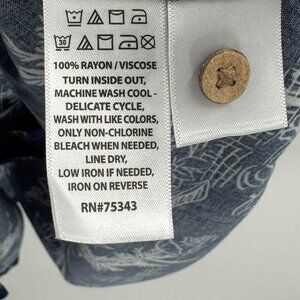 30
100% RAYON / VISCOSE
TURN INSIDE OUT,
MACHINE WASH COOL -
DELICATE CYCLE,
WASH WITH LIKE COLORS,
ONLY NON-CHLORINE
BLEACH WHEN NEEDED,
LINE DRY,
LOW IRON IF NEEDED,
IRON ON REVERSE
RN#75343